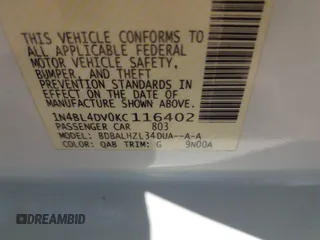 THIS VEHICLE CONFORMS TO
ALL APPLICABLE FEDERAL
MOTOR VEHICLE SAFETY,
BUMPER, AND THEFT
PREVENTION STANDARDS IN
EFFECT ON THE DATE OF
MANUFACTURE SHOWN ABOVE.
1N4BL4DV0KC116402
PASSENGER CAR 803
MODEL: BDBALHZL34DUA--A-A
COLOR: QAB TRIM: G 9N00A
© DREAMBID